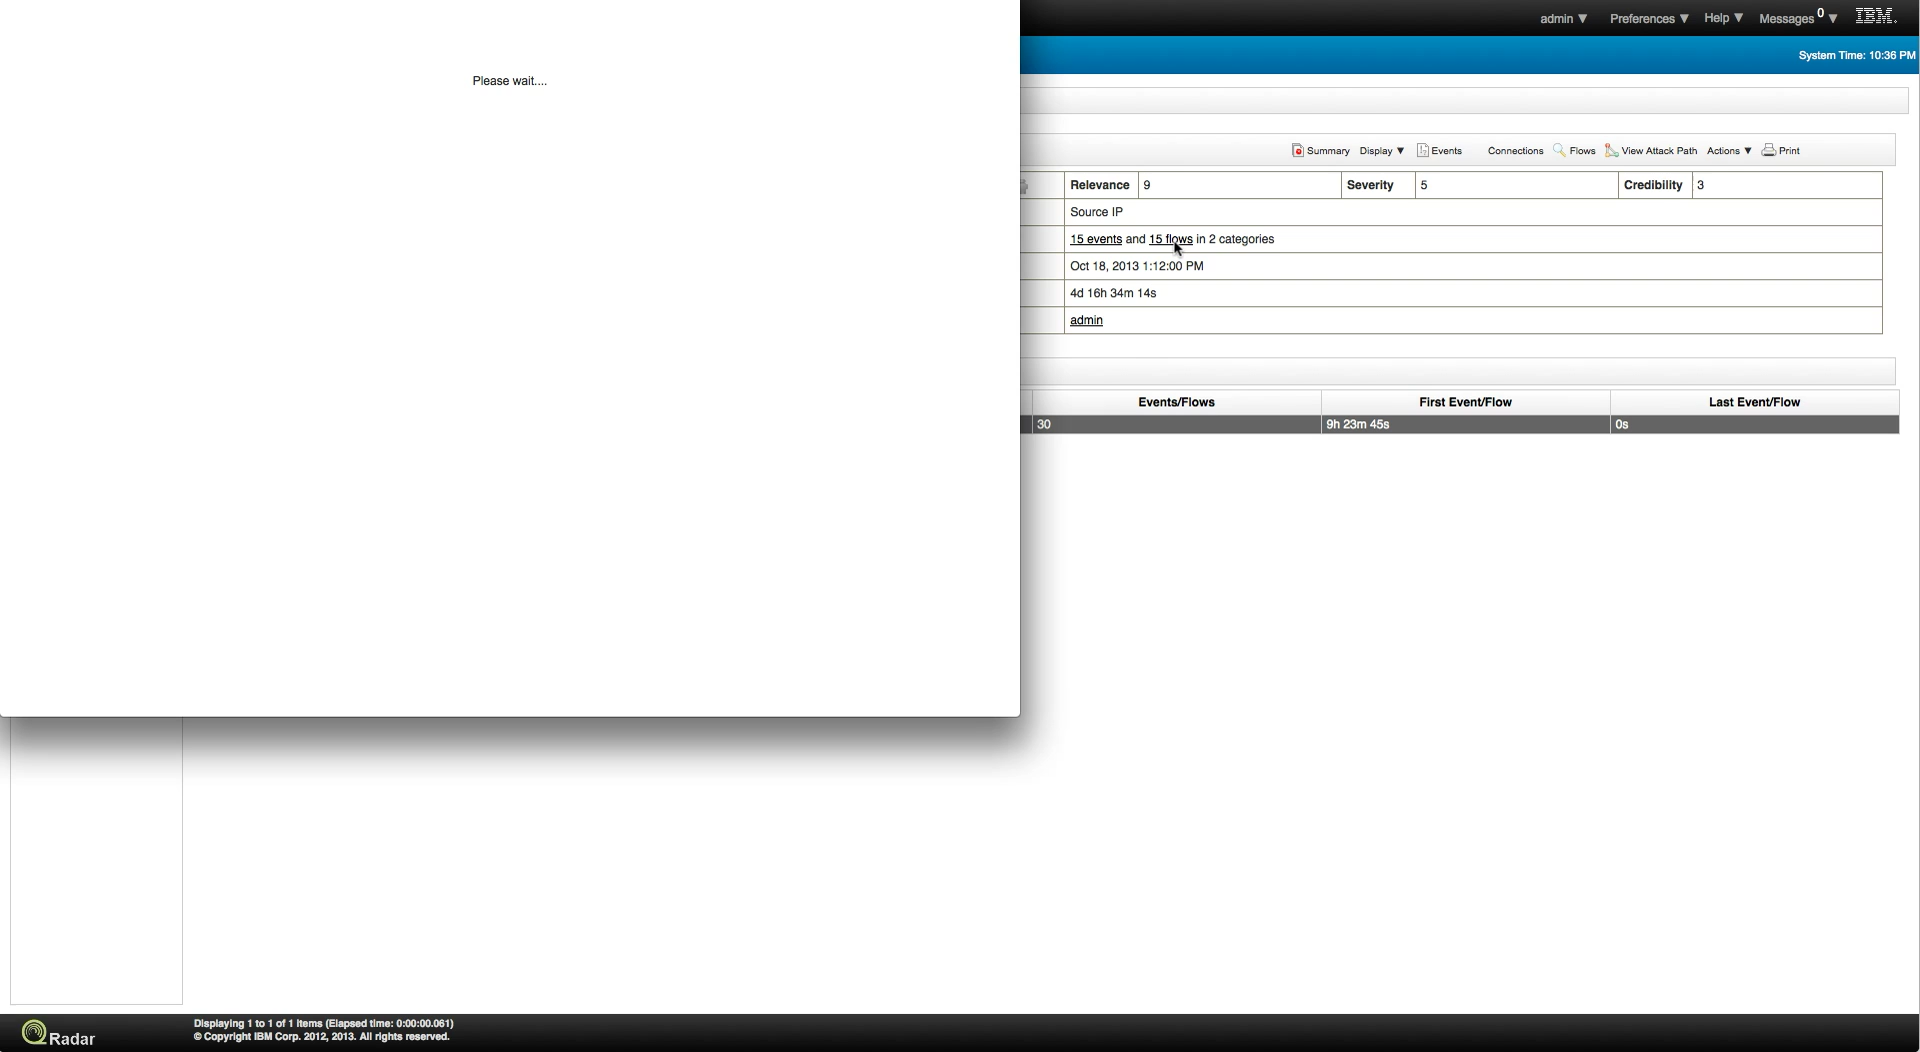 admin ▼ Preferences ▼ Help ▼ Messages 0 ▼ IBM.
System Time: 10:36 PM
Please wait....
Summary Display ▼ Events Connections Flows View Attack Path Actions ▼ Print
Relevance 9 Severity 5 Credibility 3
Source IP
15 events and 15 flows in 2 categories
Oct 18, 2013 1:12:00 PM
4d 16h 34m 14s
admin
Events/Flows First Event/Flow Last Event/Flow
30 9h 23m 45s 0s
QRadar
Displaying 1 to 1 of 1 items (Elapsed time: 0:00:00.061)
© Copyright IBM Corp. 2012, 2013. All rights reserved.